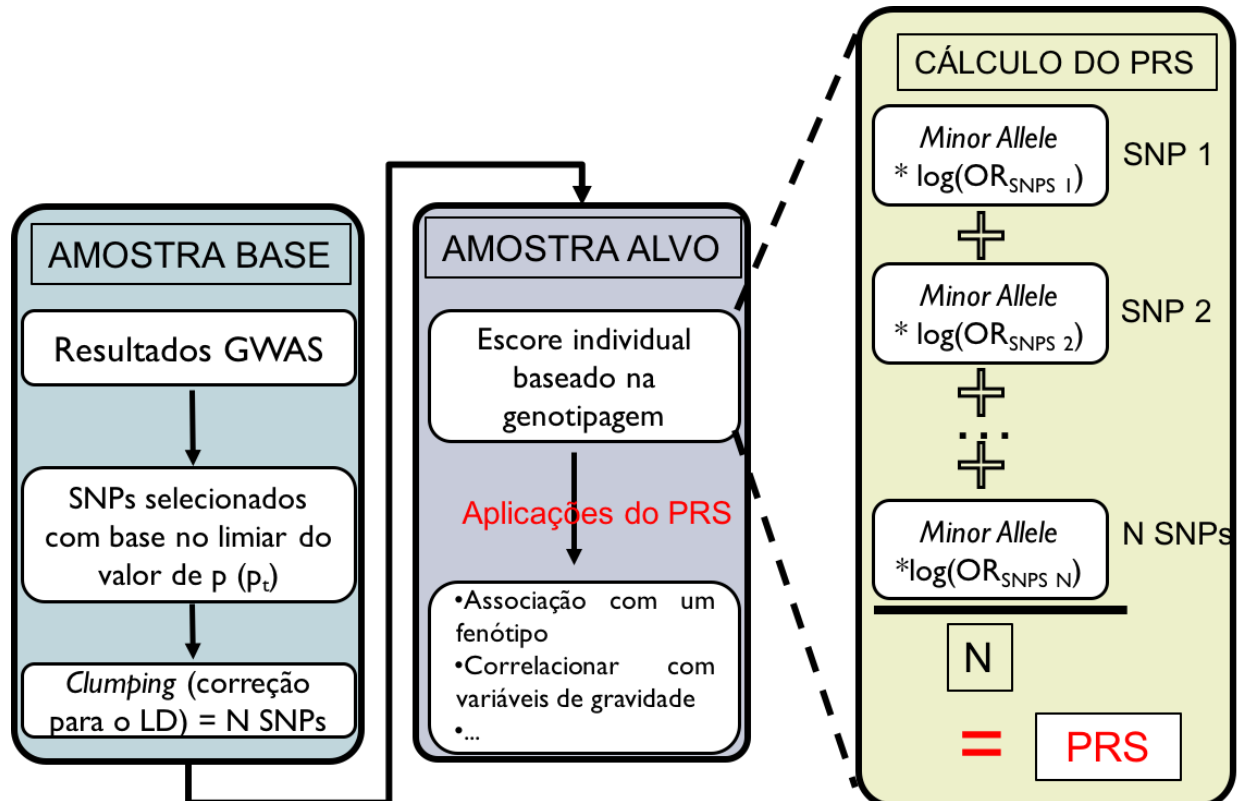 AMOSTRA BASE
Resultados GWAS
SNPs selecionados
com base no limiar do
valor de p (pt)
Clumping (correção
para o LD) = N SNPs
AMOSTRA ALVO
Escore individual
baseado na
genotipagem
Aplicações do PRS
•Associação com um
fenótipo
•Correlacionar com
variáveis de gravidade
•...
CÁLCULO DO PRS
Minor Allele
* log(ORSNPS 1)
SNP 1
+
Minor Allele
* log(ORSNPS 2)
SNP 2
+
...
+
Minor Allele
*log(ORSNPS N)
N SNPs
N
= PRS